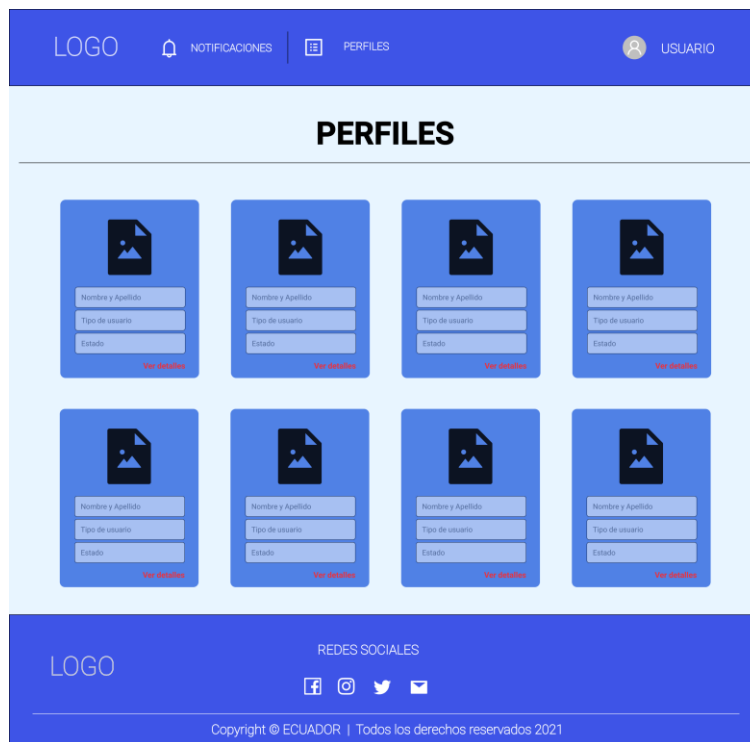 LOGO
NOTIFICACIONES
PERFILES
USUARIO
PERFILES
Nombre y Apellido
Tipo de usuario
Estado
Ver detalles
Nombre y Apellido
Tipo de usuario
Estado
Ver detalles
Nombre y Apellido
Tipo de usuario
Estado
Ver detalles
Nombre y Apellido
Tipo de usuario
Estado
Ver detalles
Nombre y Apellido
Tipo de usuario
Estado
Ver detalles
Nombre y Apellido
Tipo de usuario
Estado
Ver detalles
Nombre y Apellido
Tipo de usuario
Estado
Ver detalles
Nombre y Apellido
Tipo de usuario
Estado
Ver detalles
LOGO
REDES SOCIALES
Copyright © ECUADOR | Todos los derechos reservados 2021